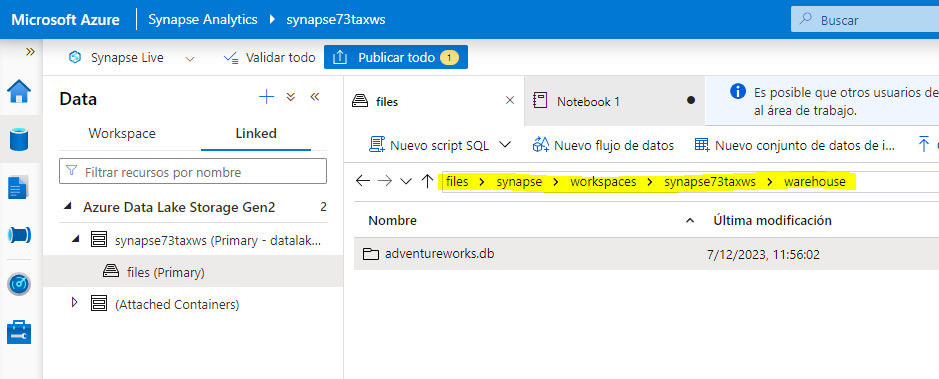 Microsoft Azure | Synapse Analytics > synapse73taxws
Buscar
Synapse Live
Validar todo
Publicar todo 1
Data
Workspace
Linked
Filtrar recursos por nombre
Azure Data Lake Storage Gen2 2
synapse73taxws (Primary - datalak...
files (Primary)
(Attached Containers)
files
Notebook 1
Es posible que otros usuarios de
al área de trabajo.
Nuevo script SQL
Nuevo flujo de datos
Nuevo conjunto de datos de i...
files > synapse > workspaces > synapse73taxws > warehouse
Nombre
Última modificación
adventureworks.db
7/12/2023, 11:56:02